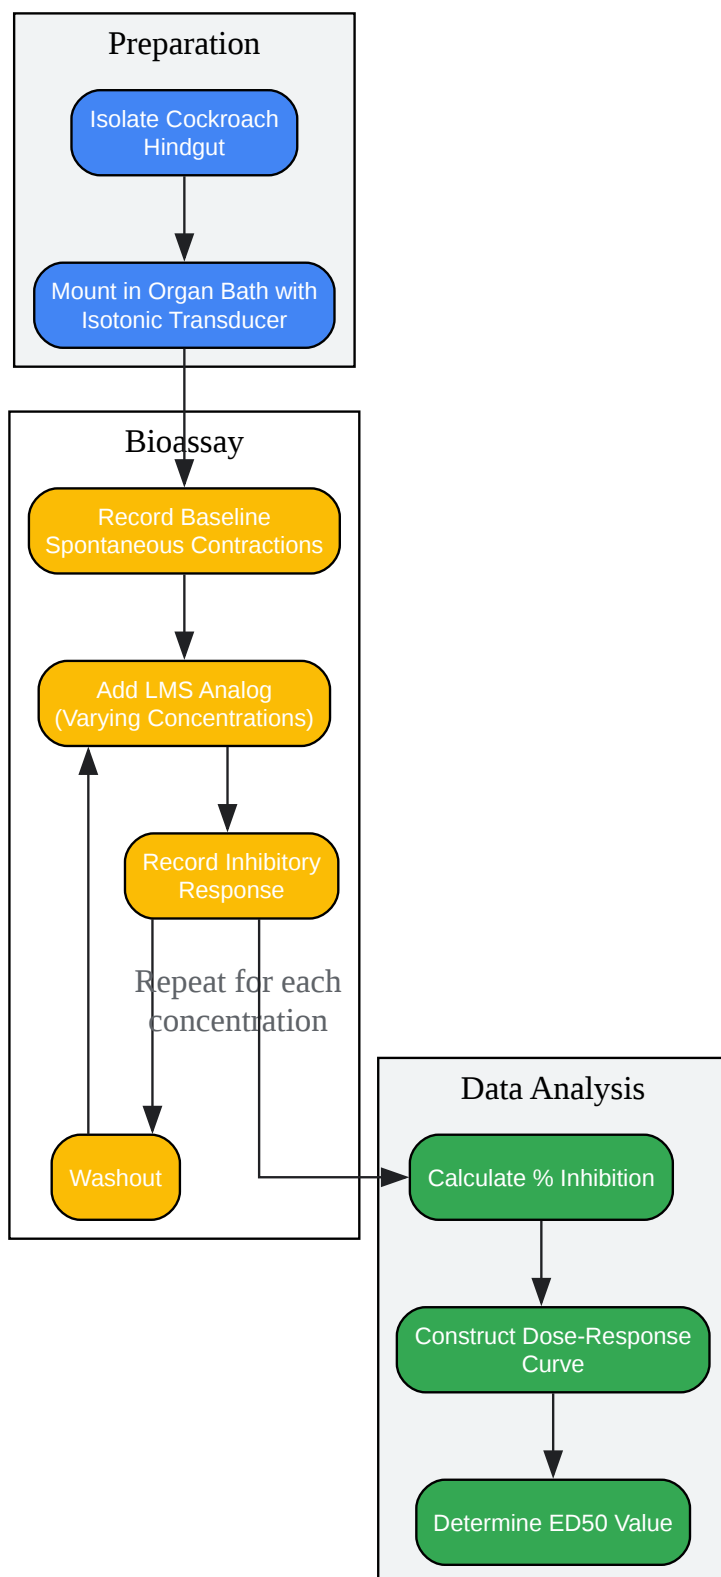 Preparation
Isolate Cockroach
Hindgut
Mount in Organ Bath with
Isotonic Transducer
Bioassay
Record Baseline
Spontaneous Contractions
Add LMS Analog
(Varying Concentrations)
Record Inhibitory
Response
Repeat for each
concentration
Washout
Data Analysis
Calculate % Inhibition
Construct Dose-Response
Curve
Determine ED50 Value